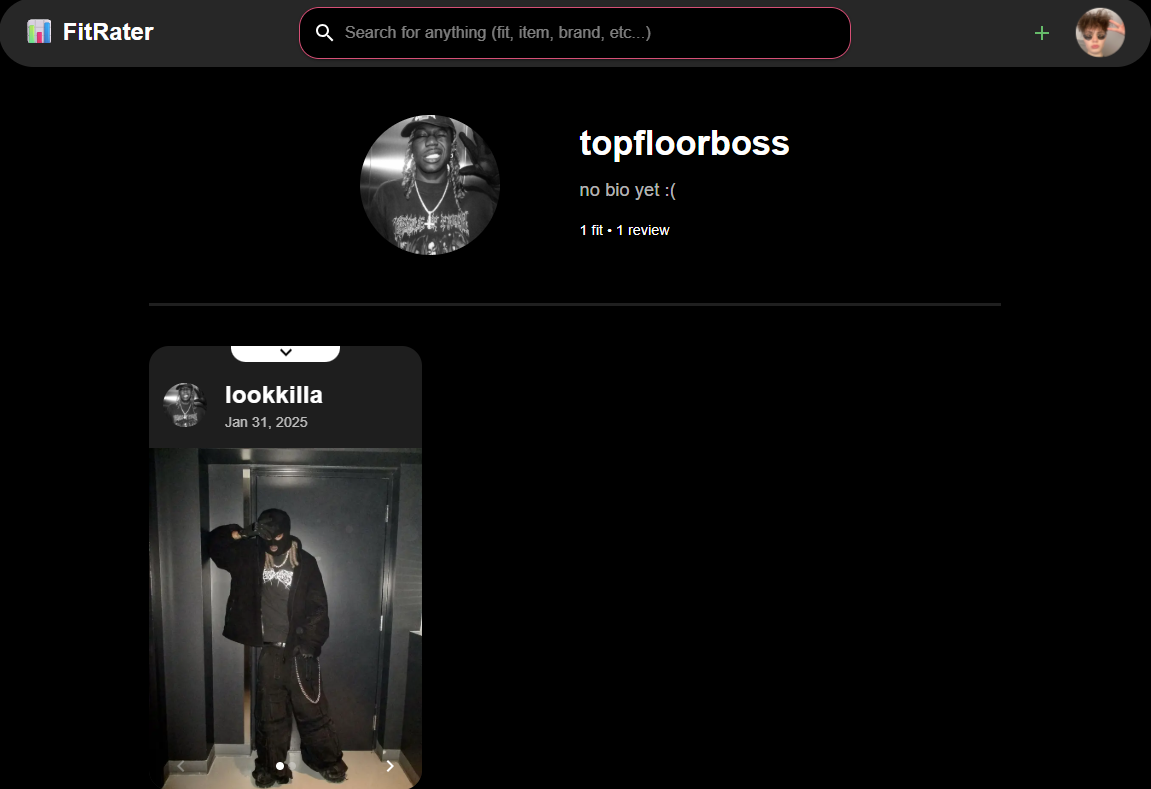 FitRater
Search for anything (fit, item, brand, etc...)
topfloorboss
no bio yet :(
1 fit • 1 review
lookkilla
Jan 31, 2025